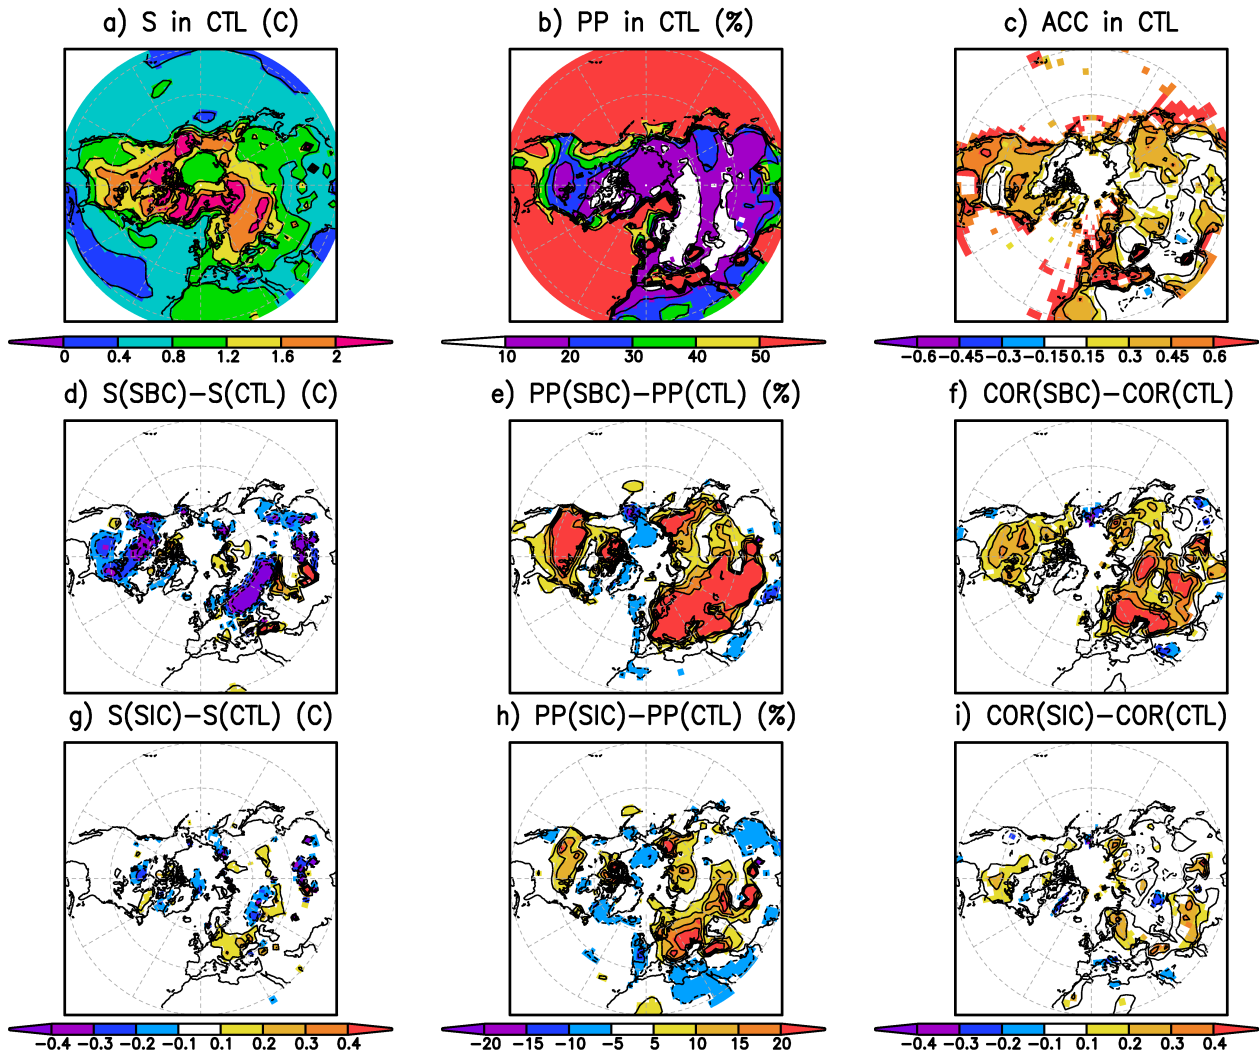 a) S in CTL (C)
b) PP in CTL (%)
c) ACC in CTL
0 0.4 0.8 1.2 1.6 2
10 20 30 40 50
-0.6 -0.45 -0.3 -0.15 0.15 0.3 0.45 0.6
d) S(SBC)-S(CTL) (C)
e) PP(SBC)-PP(CTL) (%)
f) COR(SBC)-COR(CTL)
g) S(SIC)-S(CTL) (C)
h) PP(SIC)-PP(CTL) (%)
i) COR(SIC)-COR(CTL)
-0.4 -0.3 -0.2 -0.1 0.1 0.2 0.3 0.4
-20 -15 -10 -5 5 10 15 20
-0.4 -0.3 -0.2 -0.1 0.1 0.2 0.3 0.4